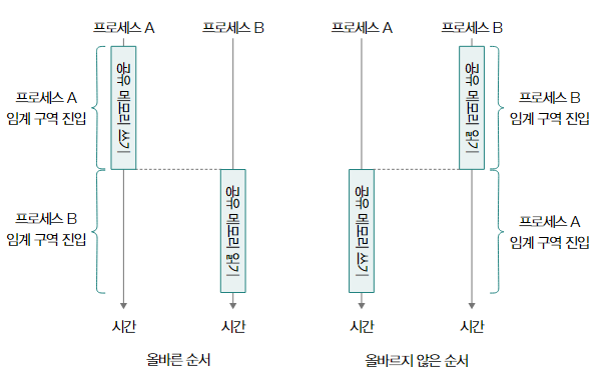 프로세스 A
프로세스 B
프로세스 A
프로세스 B
프로세스 A
임계 구역 진입
공유 메모리 쓰기
공유 메모리 읽기
프로세스 B
임계 구역 진입
프로세스 B
임계 구역 진입
공유 메모리 읽기
공유 메모리 쓰기
프로세스 A
임계 구역 진입
시간
시간
시간
시간
올바른 순서
올바르지 않은 순서